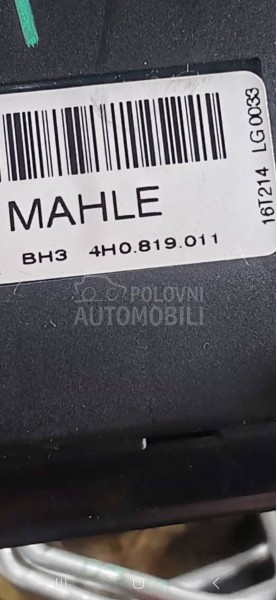 MAHLE
BH3 4H0.819.011
16T214 LG0033
POLOVNI
AUTOMOBILI